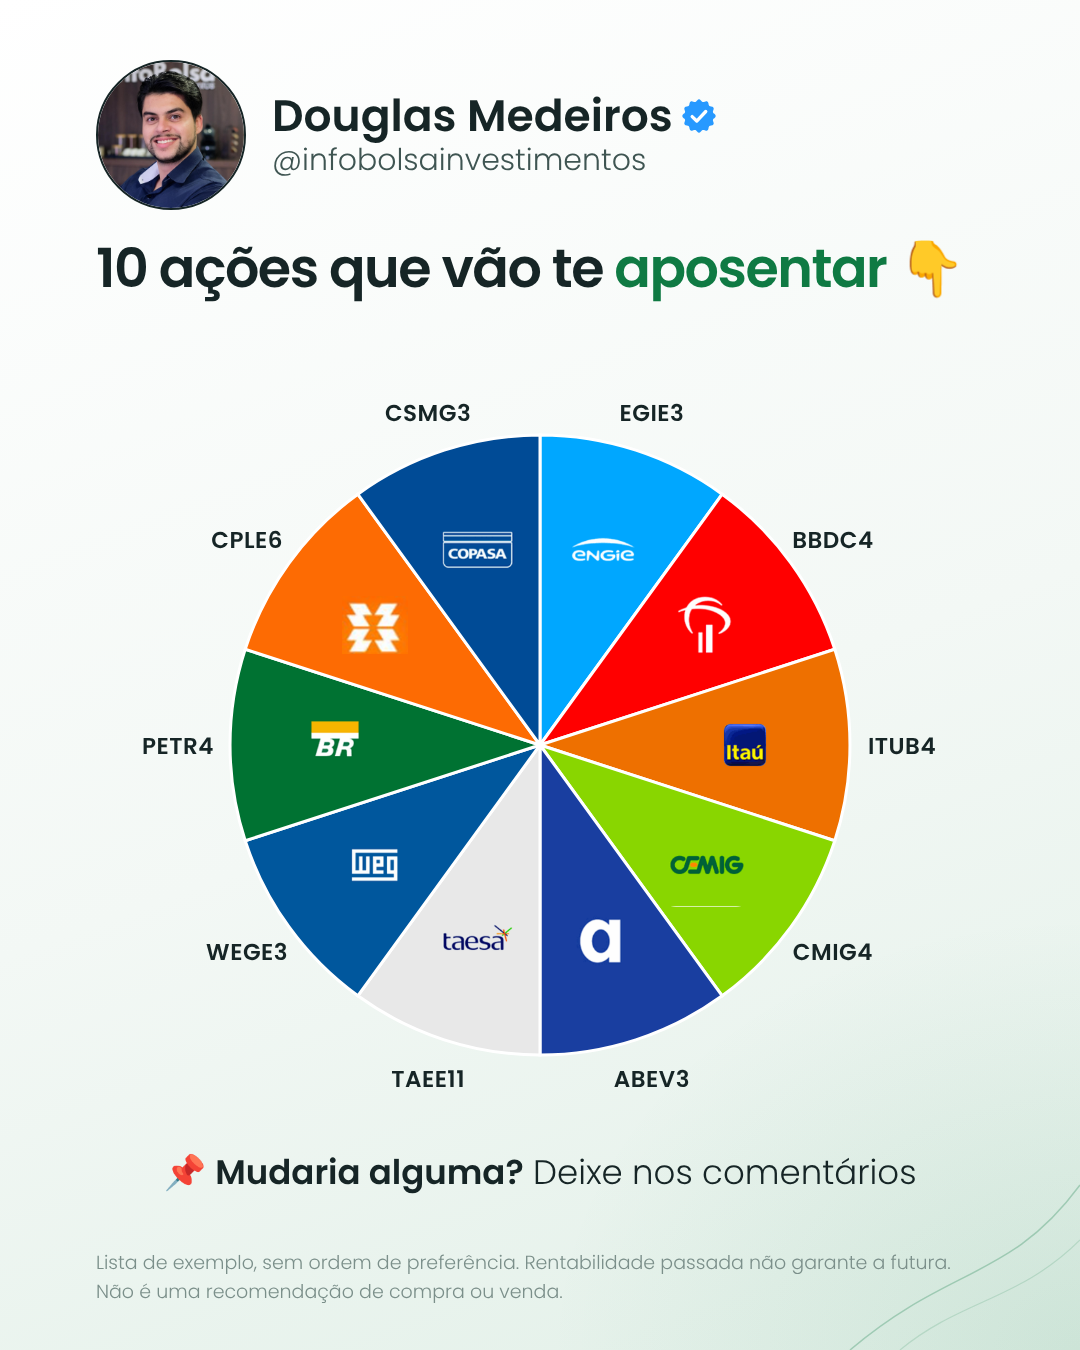 Douglas Medeiros
@infobolsainvestimentos
10 ações que vão te aposentar 👇
CSMG3
EGIE3
COPASA
ENGIE
CPLE6
BBDC4
PETR4
BR
Itaú
ITUB4
WEG
CEMIG
taesa
a
WEGE3
CMIG4
TAEE11
ABEV3
📌 Mudaria alguma? Deixe nos comentários
Lista de exemplo, sem ordem de preferência. Rentabilidade passada não garante a futura.
Não é uma recomendação de compra ou venda.